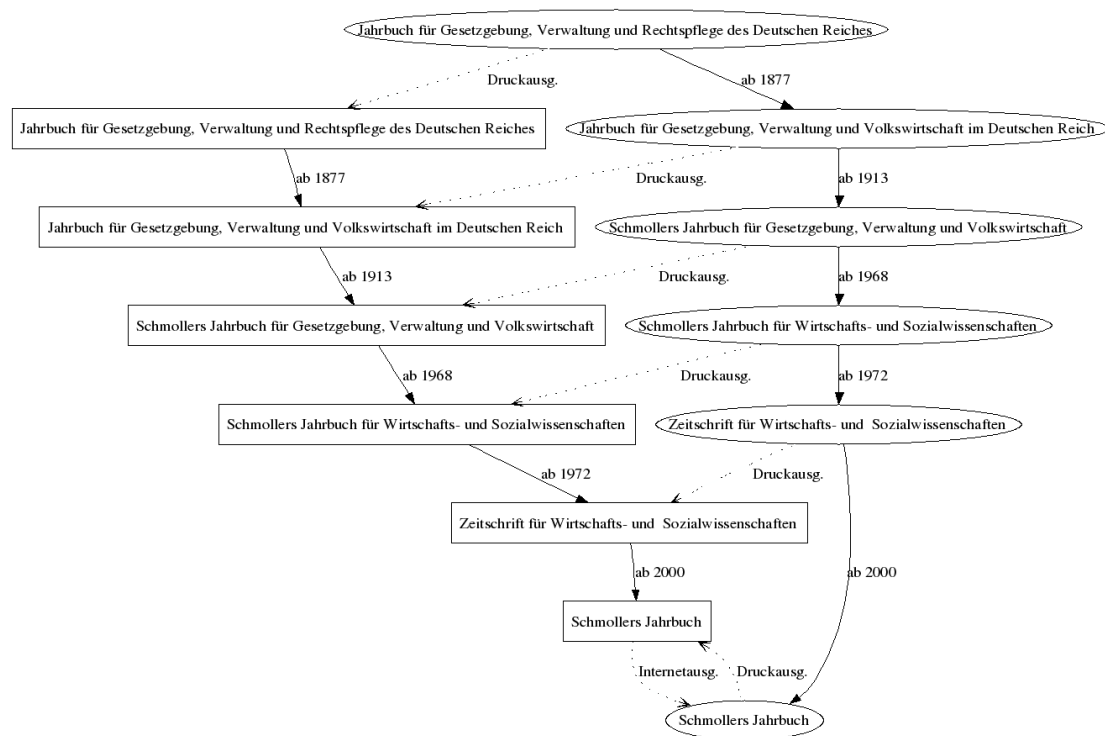 Jahrbuch für Gesetzgebung, Verwaltung und Rechtspflege des Deutschen Reiches
Druckausg.
ab 1877
Jahrbuch für Gesetzgebung, Verwaltung und Rechtspflege des Deutschen Reiches
Jahrbuch für Gesetzgebung, Verwaltung und Volkswirtschaft im Deutschen Reich
ab 1877
Druckausg.
ab 1913
Jahrbuch für Gesetzgebung, Verwaltung und Volkswirtschaft im Deutschen Reich
Schmollers Jahrbuch für Gesetzgebung, Verwaltung und Volkswirtschaft
ab 1913
Druckausg.
ab 1968
Schmollers Jahrbuch für Gesetzgebung, Verwaltung und Volkswirtschaft
Schmollers Jahrbuch für Wirtschafts- und Sozialwissenschaften
ab 1968
Druckausg.
ab 1972
Schmollers Jahrbuch für Wirtschafts- und Sozialwissenschaften
Zeitschrift für Wirtschafts- und Sozialwissenschaften
ab 1972
Druckausg.
Zeitschrift für Wirtschafts- und Sozialwissenschaften
ab 2000
ab 2000
Schmollers Jahrbuch
Internetausg.
Druckausg.
Schmollers Jahrbuch